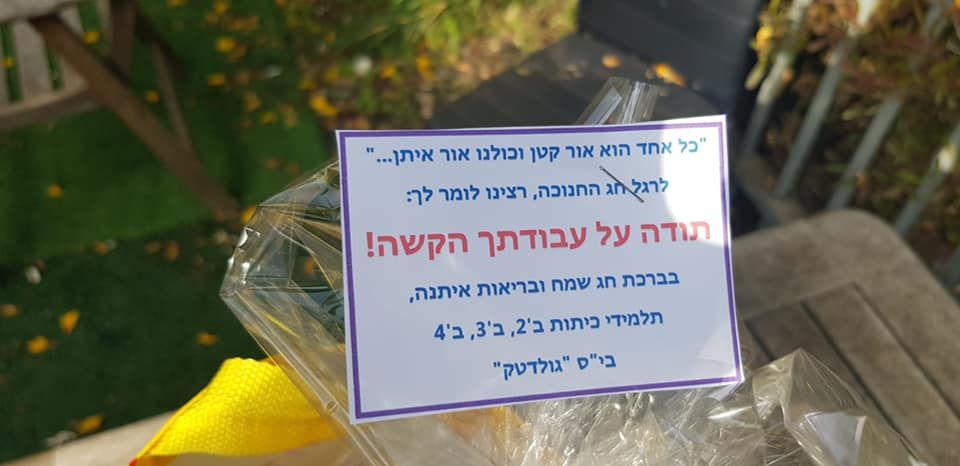 "כל אחד הוא אור קטן וכולנו אור איתן..."
לרגל חג החנוכה, רצינו לומר לך:
תודה על עבודתך הקשה!
בברכת חג שמח ובריאות איתנה,
תלמידי כיתות ב'2, ב'3, ב'4
בי"ס "גולדטק"